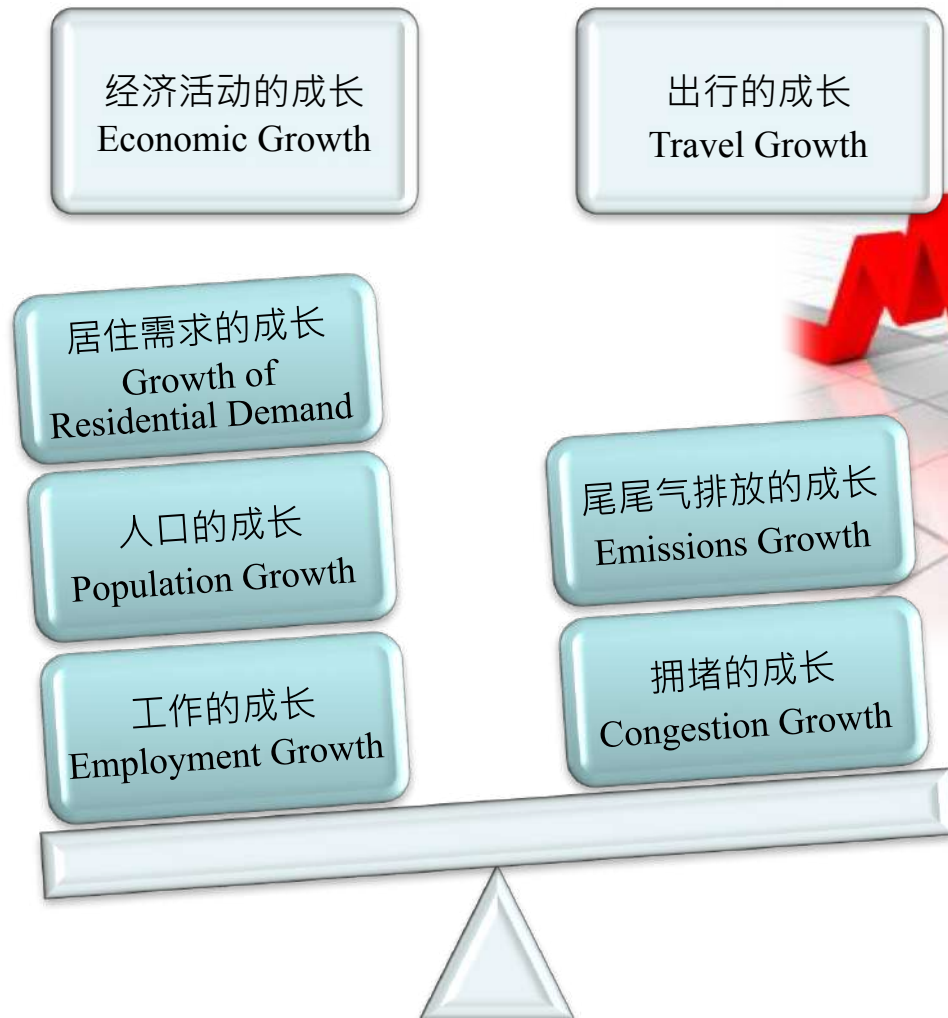 经济活动的成长
Economic Growth
出行的成长
Travel Growth
居住需求的成长
Growth of
Residential Demand
人口的成长
Population Growth
工作的成长
Employment Growth
尾尾气排放的成长
Emissions Growth
拥堵的成长
Congestion Growth